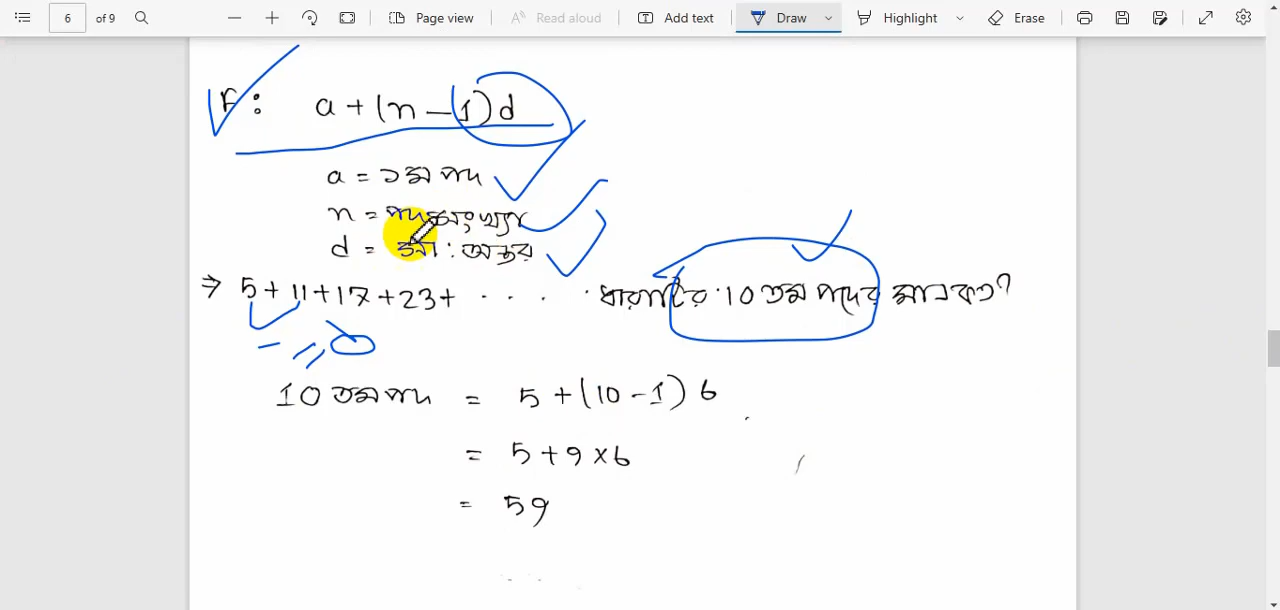 6 of 9 Page view Read aloud Add text Draw Highlight Erase
F: a + (n - 1) d
a = ১ম পদ
n = পদসংখ্যা
d = সা: অন্তর
⇒ 5 + 11 + 17 + 23 + . . . . ধারাটির 10 তম পদের মান কত?
10 তম পদ = 5 + (10 - 1) 6
= 5 + 9 × 6
= 59